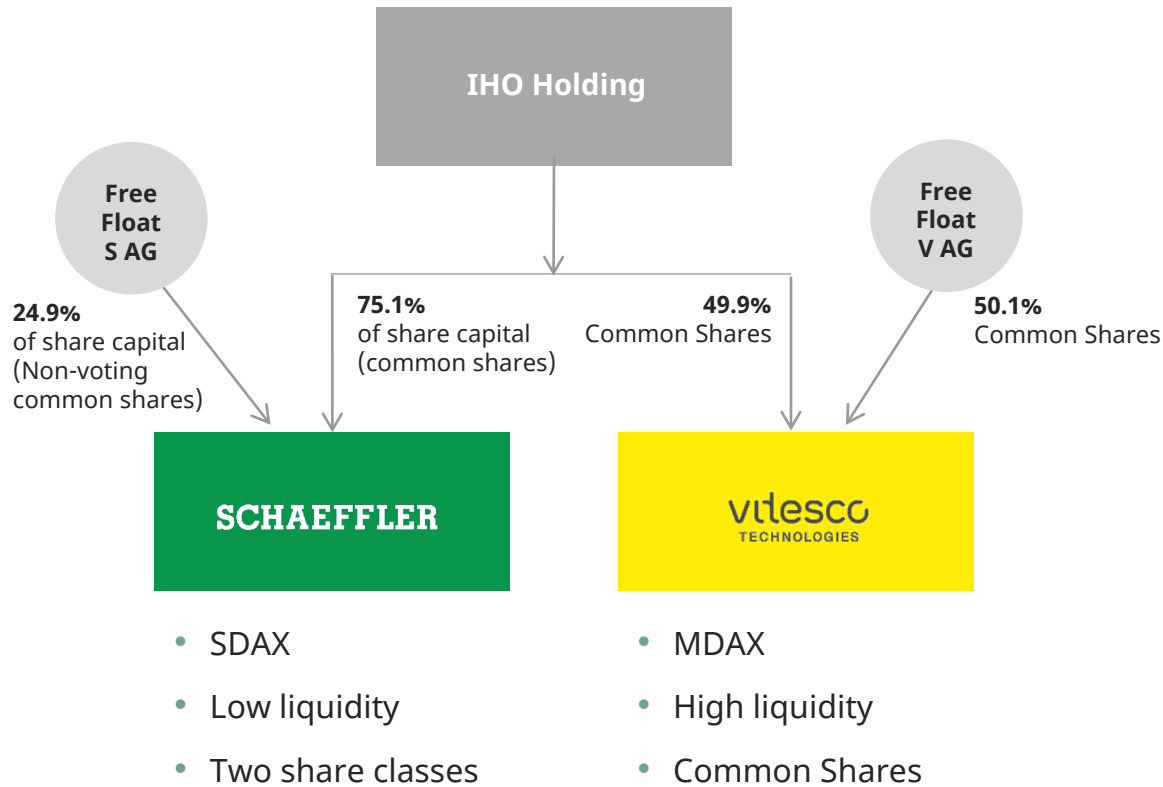 IHO Holding
Free
Float
S AG
Free
Float
V AG
24.9%
of share capital
(Non-voting
common shares)
75.1%
of share capital
(common shares)
49.9%
Common Shares
50.1%
Common Shares
SCHAEFFLER
vitesco
TECHNOLOGIES
• SDAX
• Low liquidity
• Two share classes
• MDAX
• High liquidity
• Common Shares